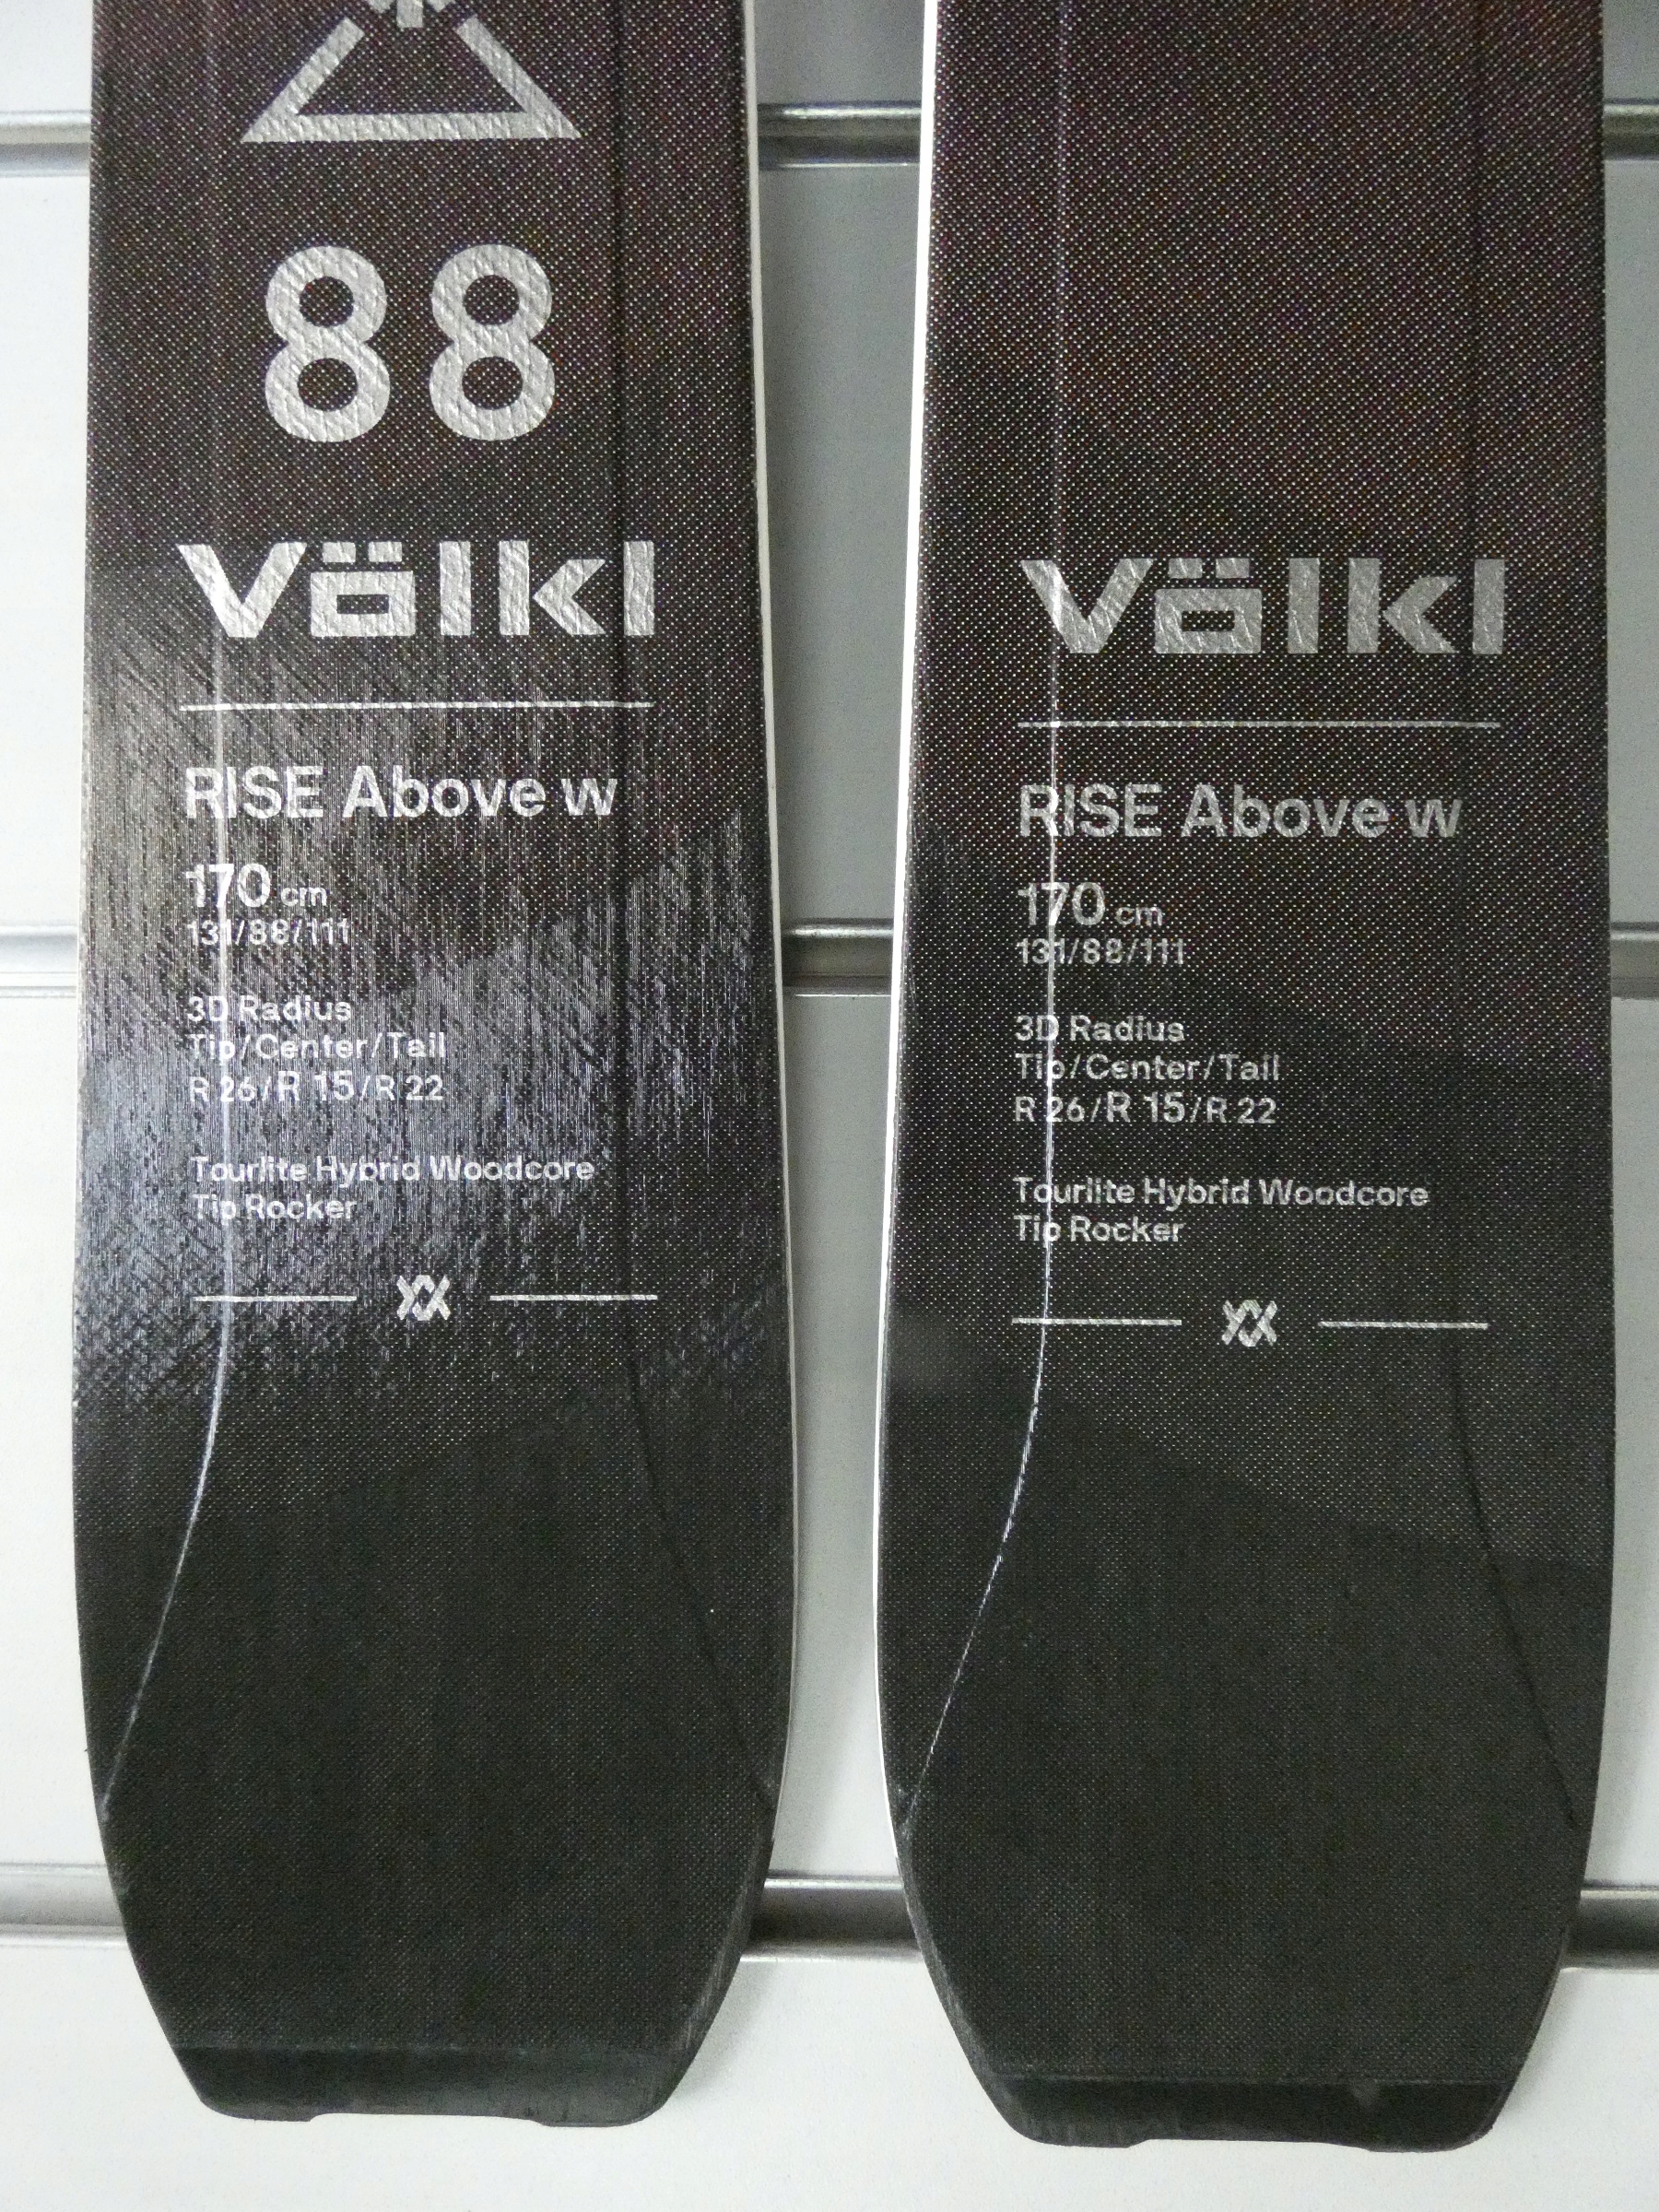 88
Völkl
RISE Above w
170 cm
131/88/111
3D Radius
Tip/Center/Tail
R 26/R 15/R 22
Tourlite Hybrid Woodcore
Tip Rocker
Völkl
RISE Above w
170 cm
131/88/111
3D Radius
Tip/Center/Tail
R 26/R 15/R 22
Tourlite Hybrid Woodcore
Tip Rocker